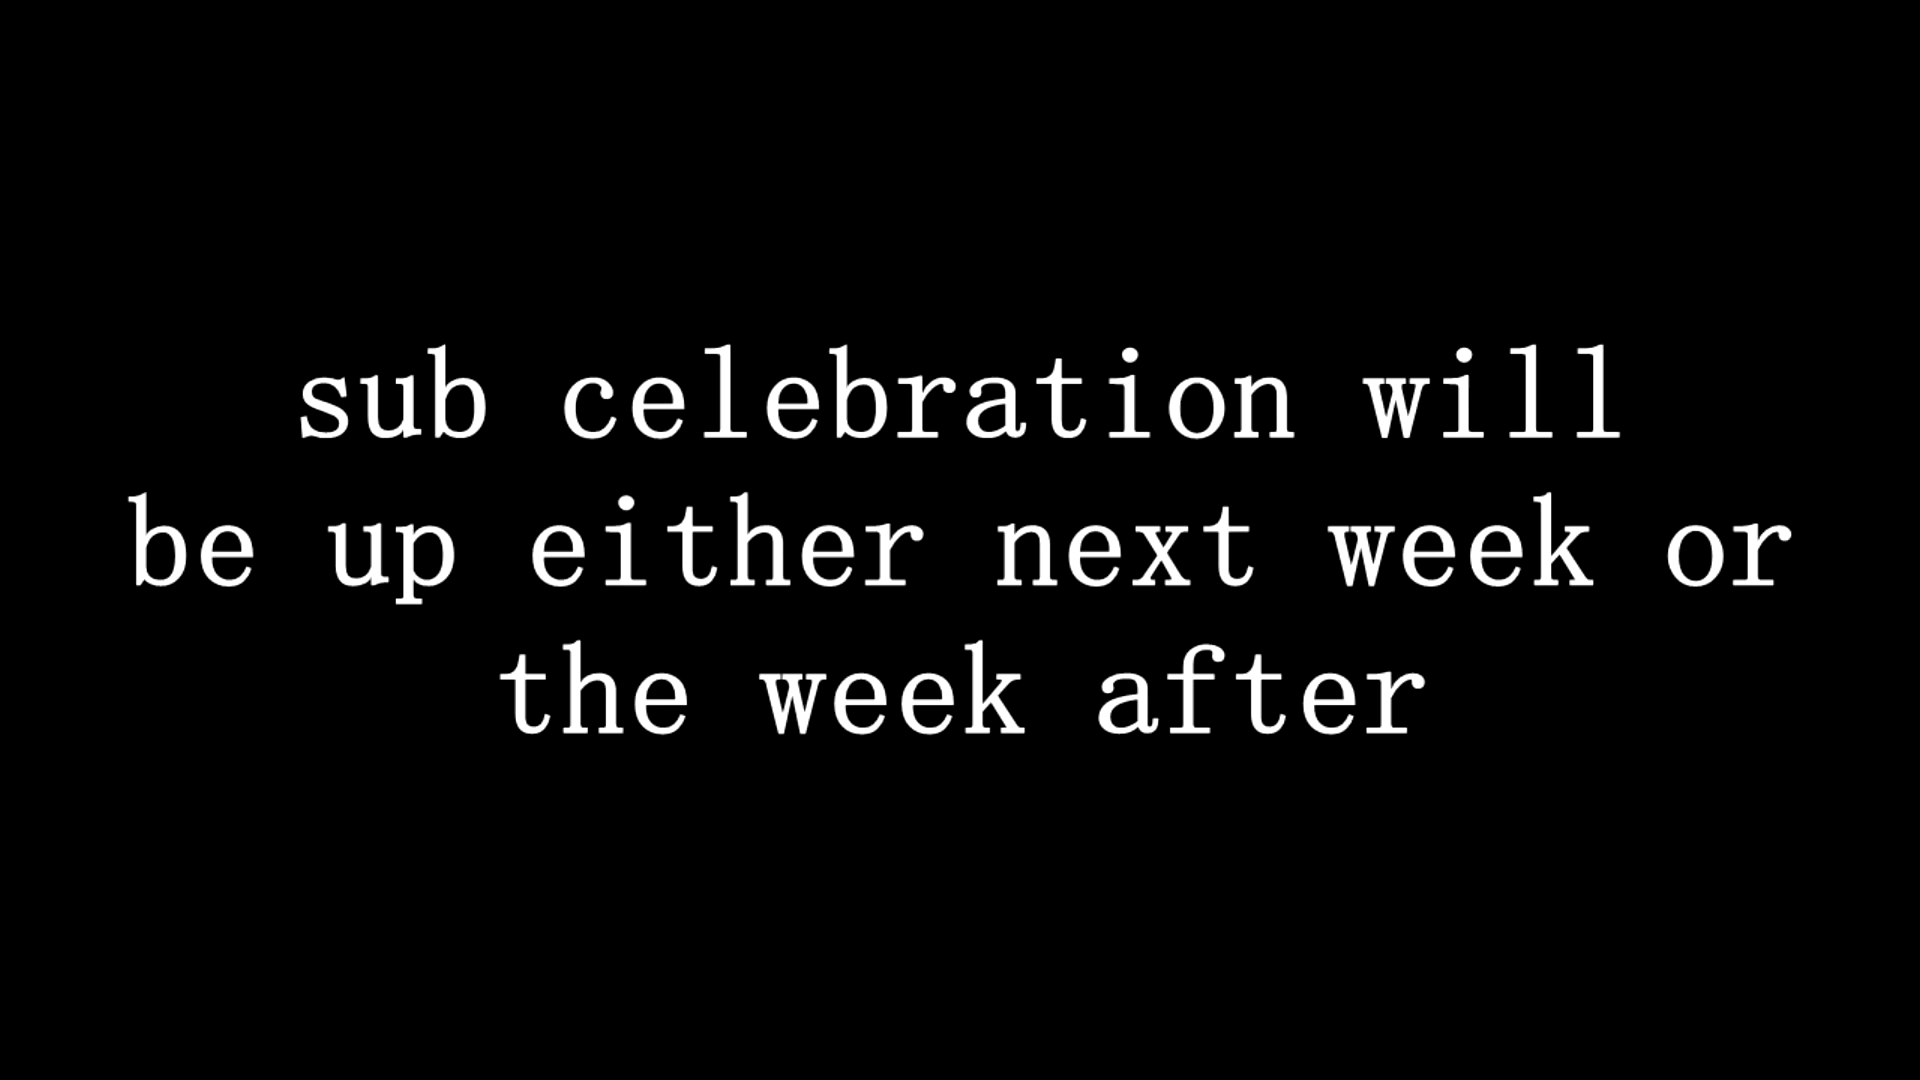 sub celebration will
be up either next week or
the week after